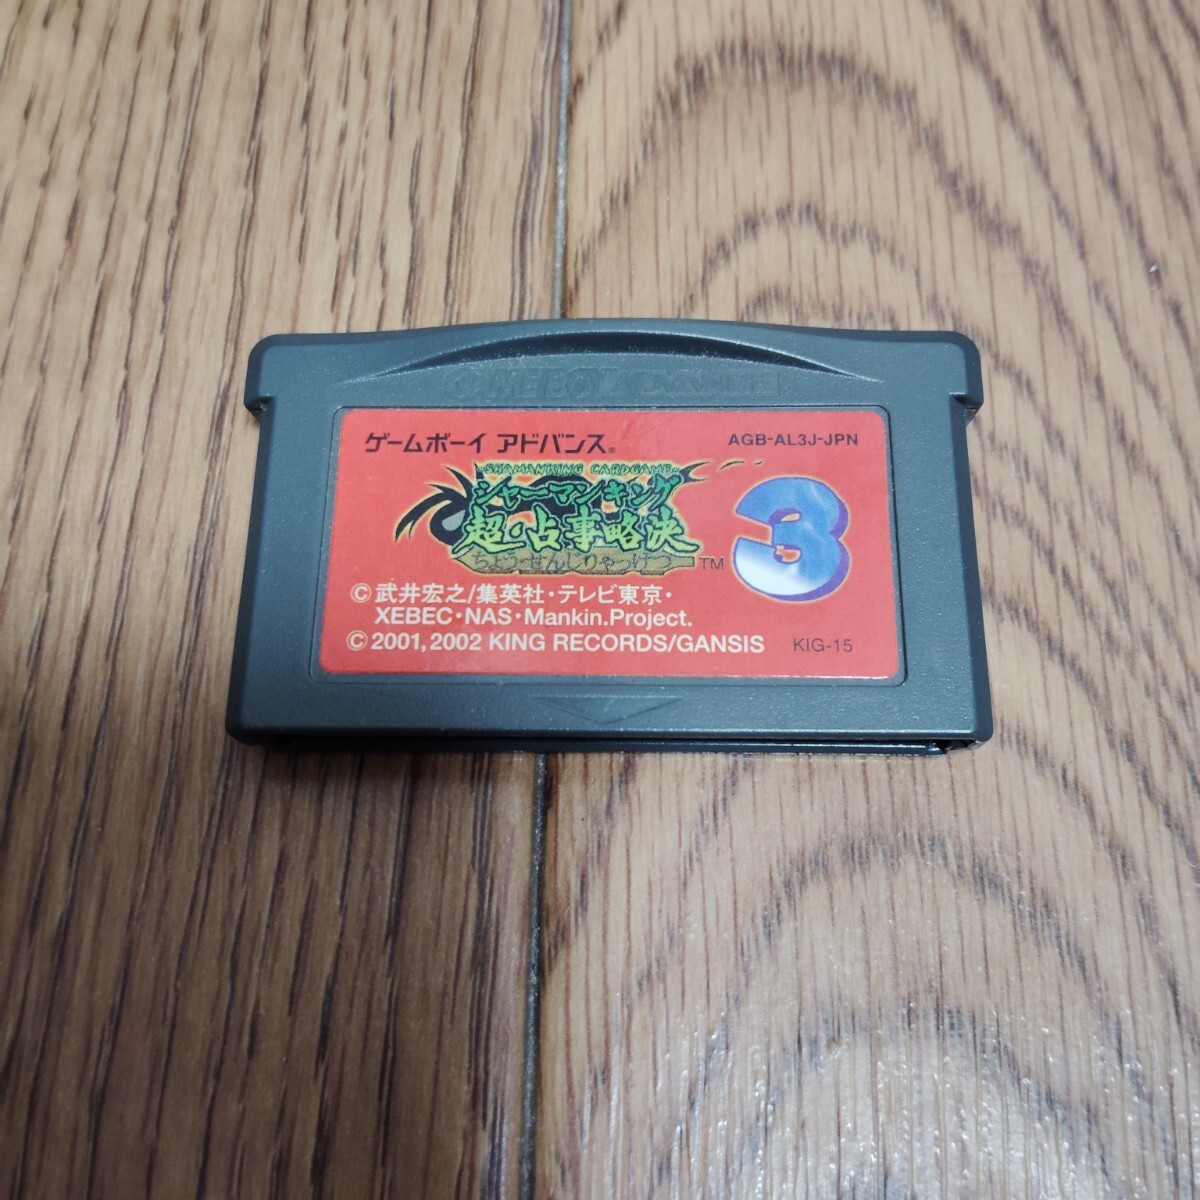 GAME BOY ADVANCE
ゲームボーイ アドバンス®
AGB-AL3J-JPN
-SHAMANKING CARDGAME-
シャーマンキング
超・占事略決
ちょう・せんじりゃっけつ
TM
3
©武井宏之/集英社・テレビ東京・
XEBEC・NAS・Mankin.Project.
© 2001, 2002 KING RECORDS/GANSIS
KIG-15